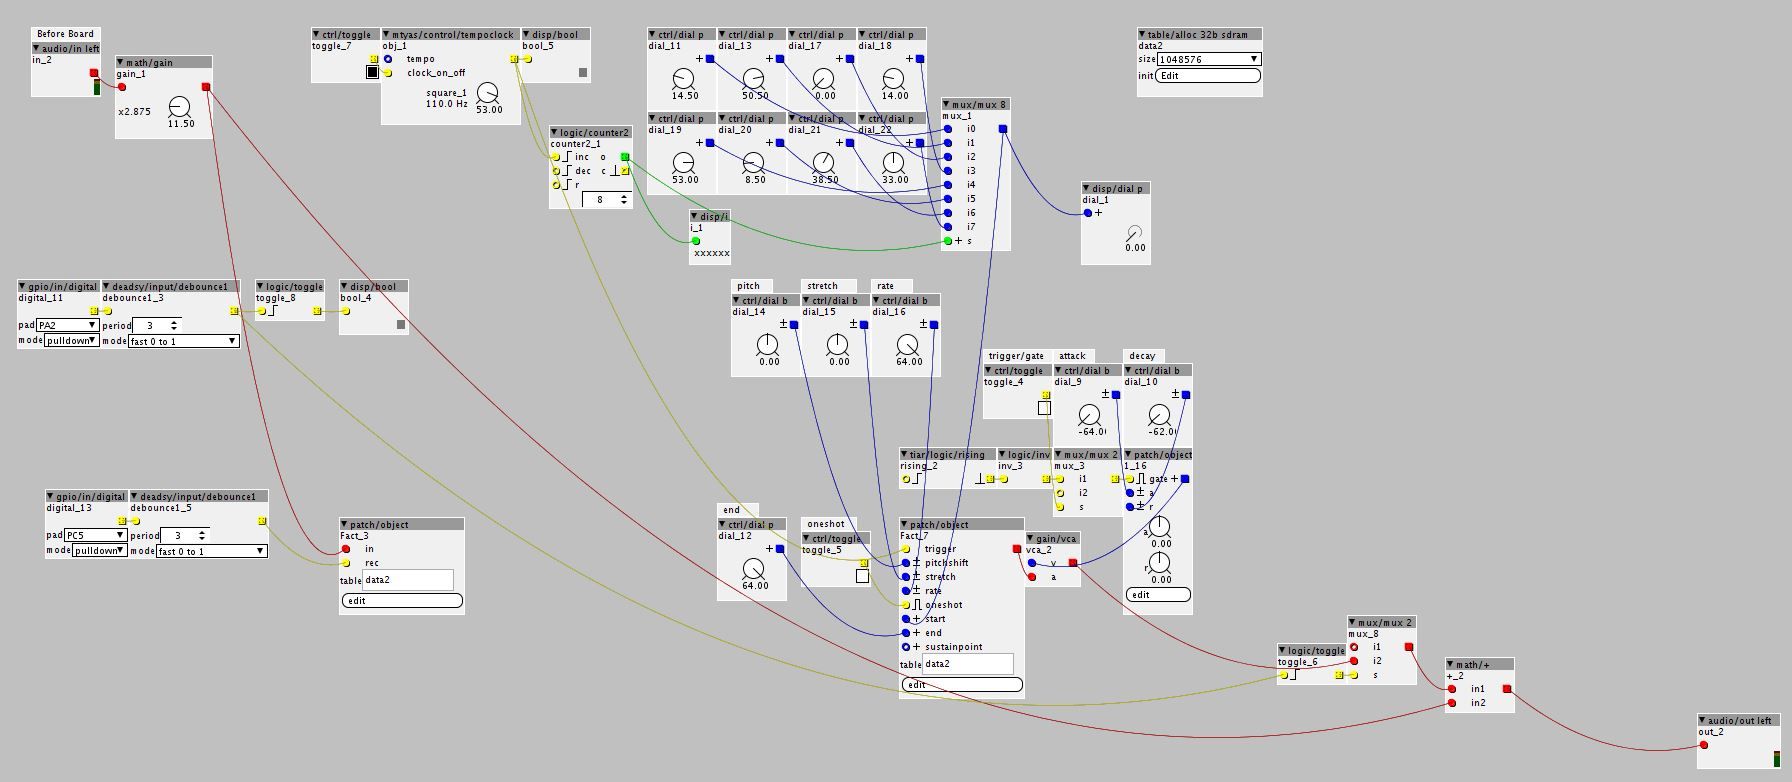 Before Board
audio/in left
in_2
math/gain
gain_1
x2.875
11.50
ctrl/toggle
toggle_7
mtyas/control/tempoclock
obj_1
tempo
clock_on_off
square_1
110.0 Hz
53.00
disp/bool
bool_5
logic/counter2
counter2_1
inc o
dec c
r
8
ctrl/dial p
dial_11
14.50
ctrl/dial p
dial_13
50.50
ctrl/dial p
dial_17
0.00
ctrl/dial p
dial_18
14.00
ctrl/dial p
dial_19
53.00
ctrl/dial p
dial_20
8.50
ctrl/dial p
dial_21
38.50
ctrl/dial p
dial_22
33.00
disp/i
i_1
xxxxxx
mux/mux 8
mux_1
i0
i1
i2
i3
i4
i5
i6
i7
+ s
disp/dial p
dial_1
+
0.00
table/alloc 32b sdram
data2
size 1048576
init Edit
gpio/in/digital
digital_11
pad PA2
mode pulldown
deadsy/input/debounce1
debounce1_3
period 3
mode fast 0 to 1
logic/toggle
toggle_8
disp/bool
bool_4
pitch
ctrl/dial b
dial_14
±
0.00
stretch
ctrl/dial b
dial_15
±
0.00
rate
ctrl/dial b
dial_16
±
64.00
trigger/gate
ctrl/toggle
toggle_4
attack
ctrl/dial b
dial_9
±
-64.0
decay
ctrl/dial b
dial_10
±
-62.0
tiar/logic/rising
rising_2
logic/inv
inv_3
mux/mux 2
mux_3
i1
i2
s
patch/object
1_16
gate +
± a
± r
a
0.00
r
0.00
edit
gpio/in/digital
digital_13
pad PC5
mode pulldown
deadsy/input/debounce1
debounce1_5
period 3
mode fast 0 to 1
patch/object
Fact_3
in
rec
table data2
edit
end
ctrl/dial p
dial_12
+
64.00
oneshot
ctrl/toggle
toggle_5
patch/object
Fact_7
trigger
± pitchshift
± stretch
± rate
oneshot
+ start
+ end
+ sustainpoint
table data2
edit
gain/vca
vca_2
v
a
logic/toggle
toggle_6
mux/mux 2
mux_8
i1
i2
s
math/+
+_2
in1
in2
audio/out left
out_2